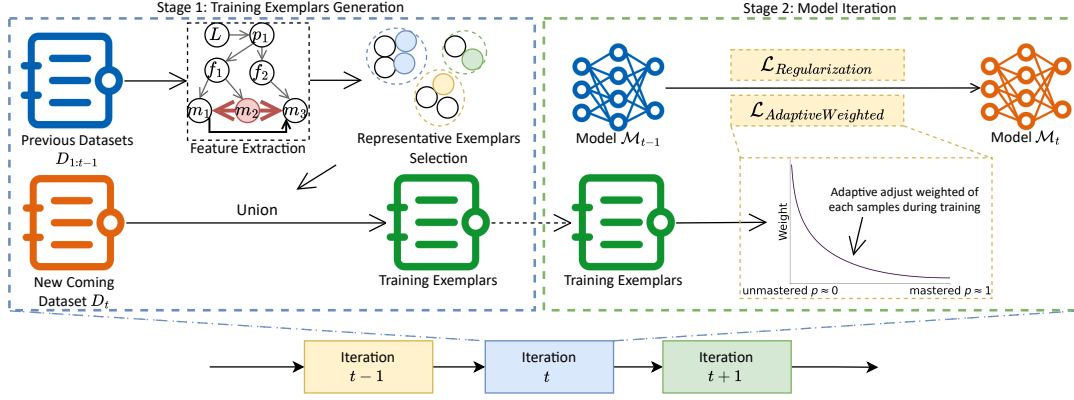 Stage 1: Training Exemplars Generation
Stage 2: Model Iteration
L
p₁
f₁
f₂
m₁
m₂
m₃
Feature Extraction
Previous Datasets
D₁:ₜ₋₁
Representative Exemplars
Selection
Union
New Coming
Dataset Dₜ
Training Exemplars
Model ℳₜ₋₁
ℒ_Regularization
ℒ_AdaptiveWeighted
Model ℳₜ
Training Exemplars
Weight
Adaptive adjust weighted of
each samples during training
unmastered p ≈ 0
mastered p ≈ 1
Iteration
t − 1
Iteration
t
Iteration
t + 1